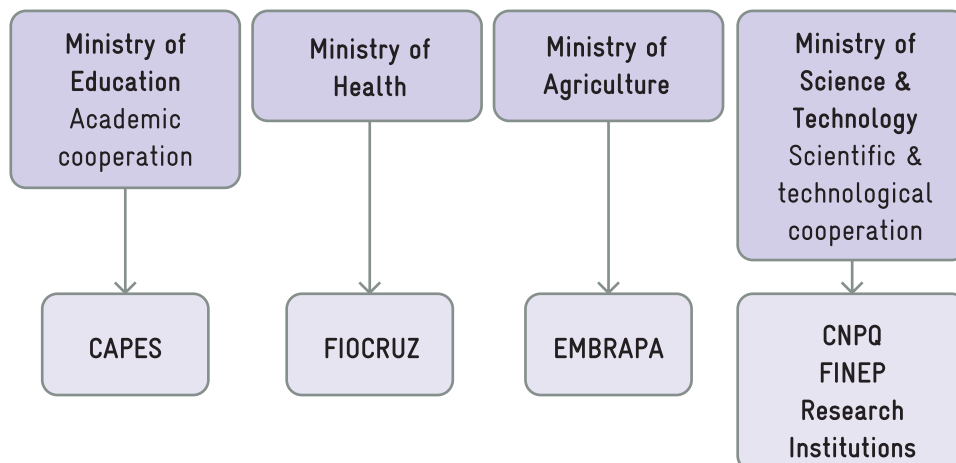 Ministry of
Education
Academic
cooperation
Ministry of
Health
Ministry of
Agriculture
Ministry of
Science &
Technology
Scientific &
technological
cooperation
CAPES
FIOCRUZ
EMBRAPA
CNPQ
FINEP
Research
Institutions